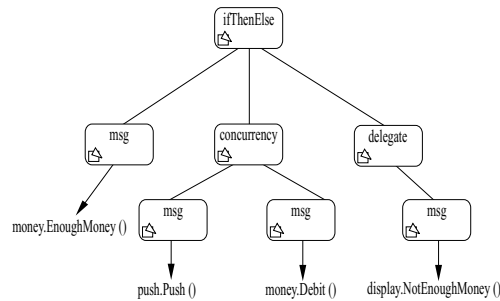 ifThenElse
msg
concurrency
delegate
money.EnoughMoney ()
msg
msg
msg
push.Push ()
money.Debit ()
display.NotEnoughMoney ()